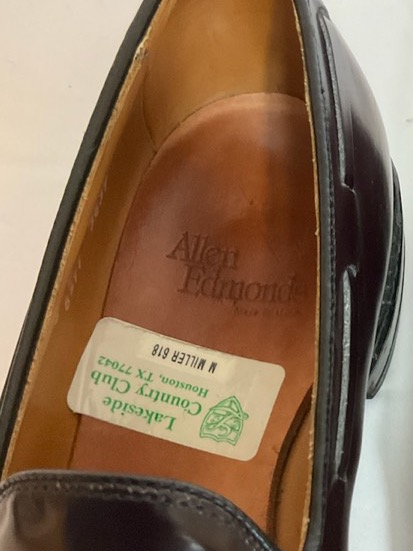 Allen
Edmonds
Lakeside
Country Club
Houston, TX 77042
M MILLER 618